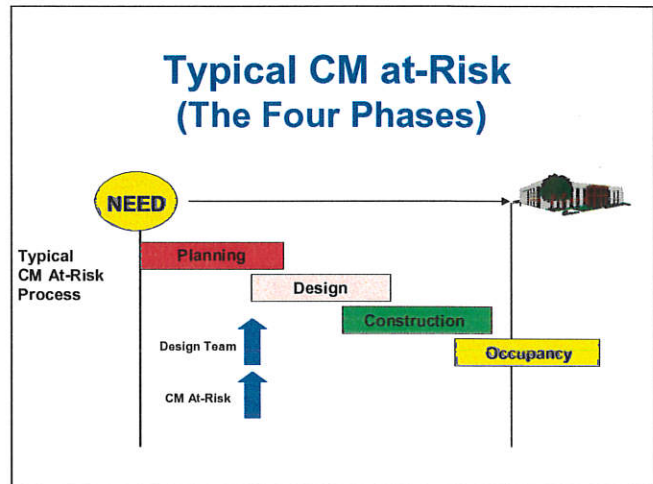 Typical CM at-Risk
(The Four Phases)
NEED
Typical
CM At-Risk
Process
Planning
Design
Construction
Occupancy
Design Team
CM At-Risk